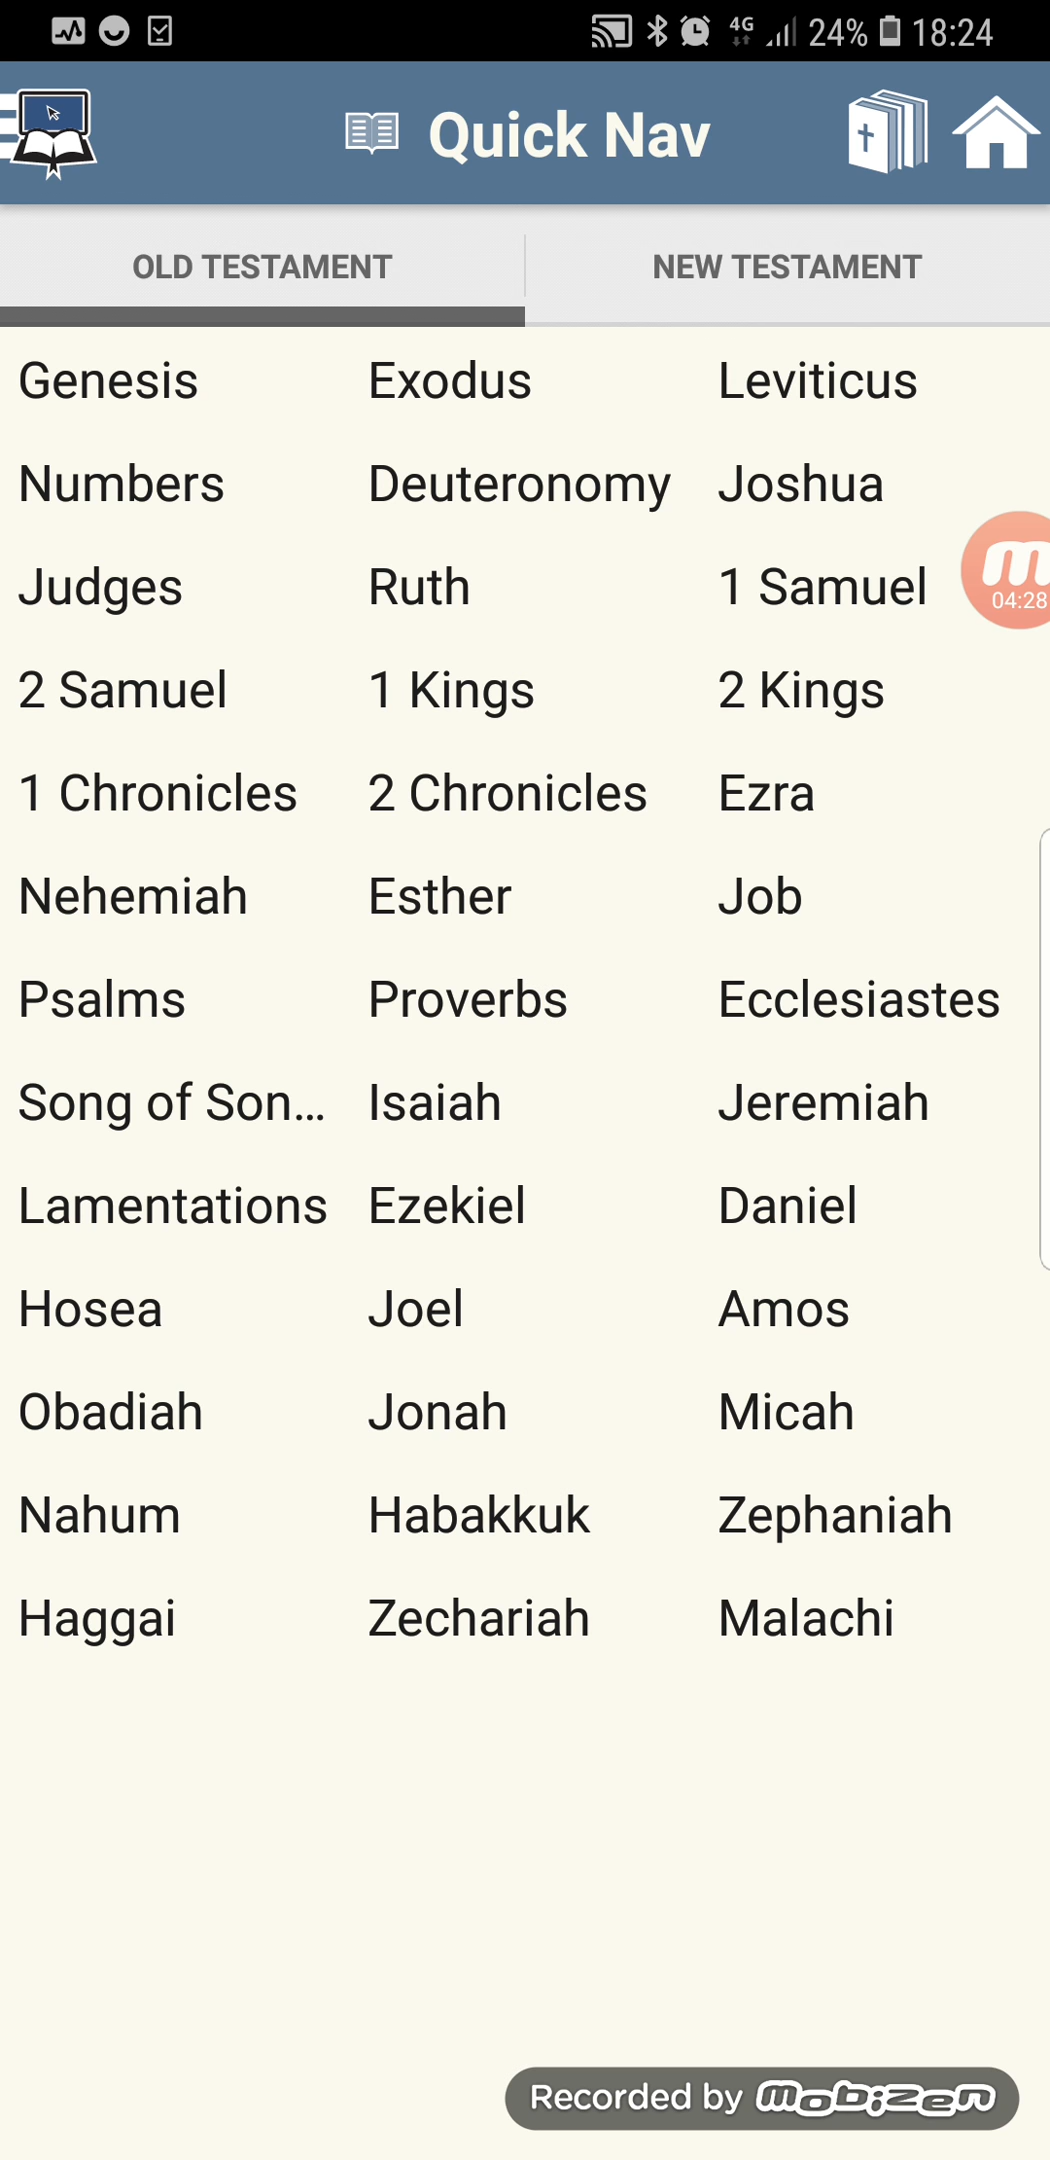 4G 24% 18:24
Quick Nav
OLD TESTAMENT NEW TESTAMENT
Genesis Exodus Leviticus
Numbers Deuteronomy Joshua
Judges Ruth 1 Samuel
m 04:28
2 Samuel 1 Kings 2 Kings
1 Chronicles 2 Chronicles Ezra
Nehemiah Esther Job
Psalms Proverbs Ecclesiastes
Song of Son... Isaiah Jeremiah
Lamentations Ezekiel Daniel
Hosea Joel Amos
Obadiah Jonah Micah
Nahum Habakkuk Zephaniah
Haggai Zechariah Malachi
Recorded by mobizen